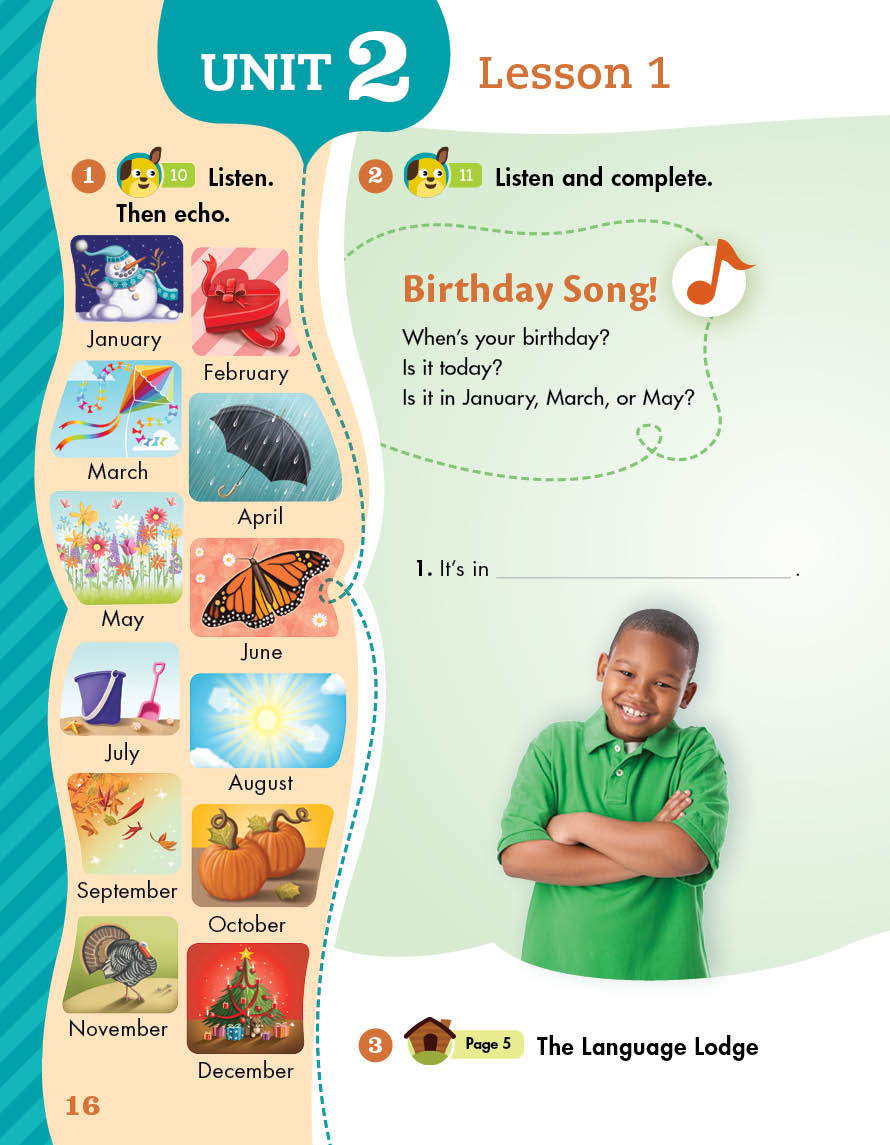 UNIT 2
Lesson 1
1 10 Listen.
Then echo.
January
February
March
April
May
June
July
August
September
October
November
December
2 11 Listen and complete.
Birthday Song!
When's your birthday?
Is it today?
Is it in January, March, or May?
1. It's in ______________________________.
3 Page 5 The Language Lodge
16